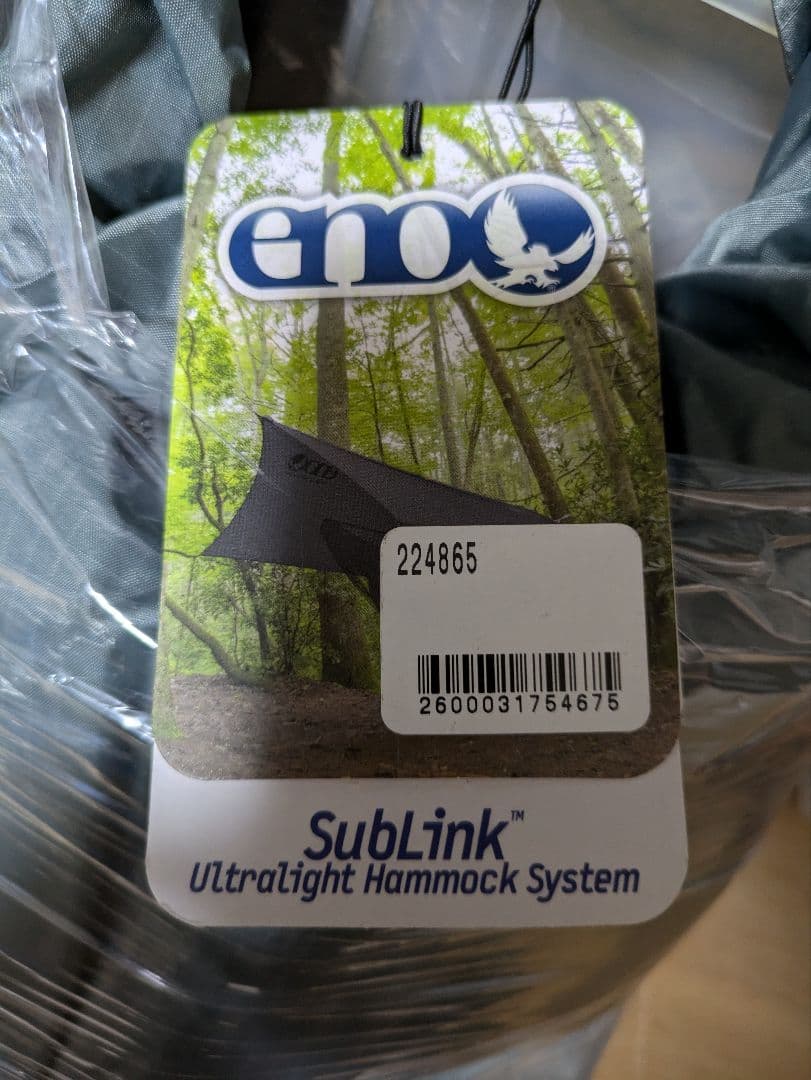 eno
224865
2600031754675
SubLink™
Ultralight Hammock System